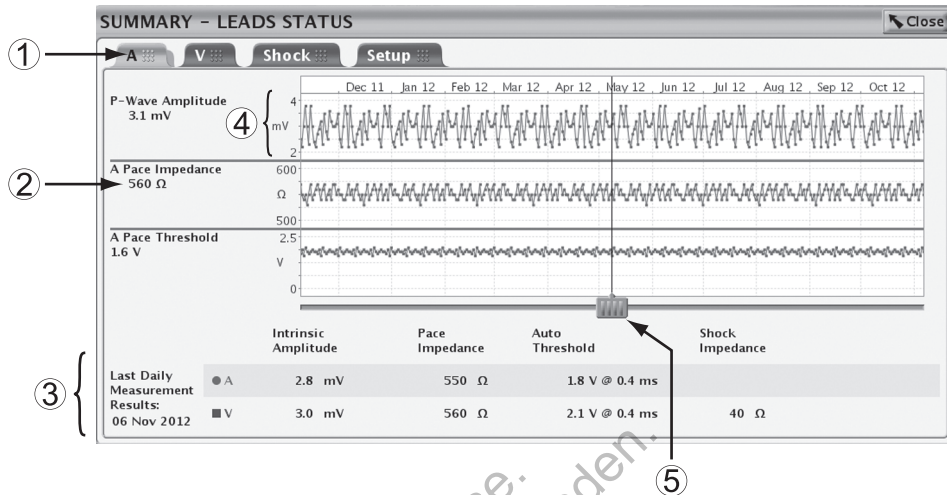 SUMMARY – LEADS STATUS
Close
1
A V Shock Setup
Dec 11 Jan 12 Feb 12 Mar 12 Apr 12 May 12 Jun 12 Jul 12 Aug 12 Sep 12 Oct 12
P-Wave Amplitude
3.1 mV
4
4
mV
2
2
A Pace Impedance
560 Ω
600
Ω
500
A Pace Threshold
1.6 V
2.5
V
0
Intrinsic Amplitude
Pace Impedance
Auto Threshold
Shock Impedance
3
Last Daily
Measurement
Results:
06 Nov 2012
A 2.8 mV 550 Ω 1.8 V @ 0.4 ms
V 3.0 mV 560 Ω 2.1 V @ 0.4 ms 40 Ω
5